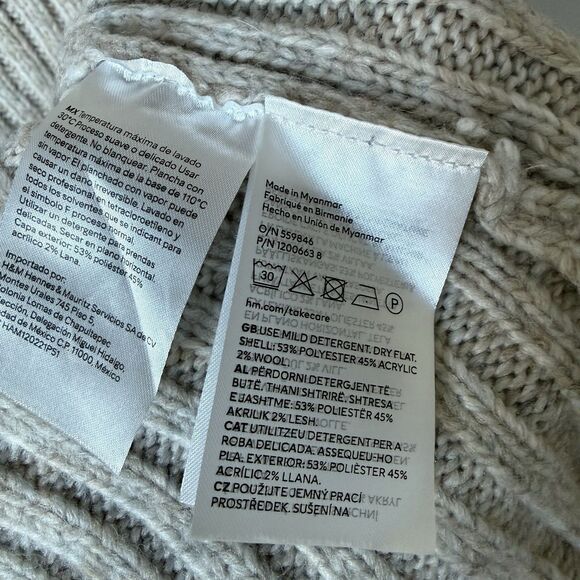 MX Temperatura máxima de lavado
30°C Proceso suave o delicado Usar
detergente. No blanquear. Plancha con
temperatura máxima de la base de 110°C
sin vapor. El planchado con vapor puede
causar un daño irreversible. Lavado en
seco profesional en tetracloroetileno y
todos los solventes que se indicant para
el símbolo F, proceso normal.
Utilizar un detergente para prendas
delicadas. Secar en plano horizontal.
Capa exterior: 53% poliéster 45%
acrílico 2% lana.
Importado por:
H&M Hennes & Mauritz Servicios SA de CV
Montes Urales 745 Piso 5,
Colonia Lomas de Chapultepec
Sección, Delegación Miguel Hidalgo,
Ciudad de México C.P. 11000, México
HAM120221P51
Made in Myanmar
Fabriqué en Birmanie
Hecho en Unión de Myanmar
O/N 559846
P/N 1200663 8
30 P
hm.com/takecare
GB USE MILD DETERGENT. DRY FLAT.
SHELL: 53% POLYESTER 45% ACRYLIC
2% WOOL
AL PËRDORNI DETERGJENT TË
BUTË. THANI SHTRIRË. SHTRESA
E JASHTME: 53% POLIESTËR 45%
AKRILIK 2% LESH.
CAT UTILITZEU DETERGENT PER A
ROBA DELICADA. ASSEQUEU-HO
PLA. EXTERIOR: 53% POLIÈSTER 45%
ACRÍLIC 2% LLANA.
CZ POUŽIJTE JEMNÝ PRACÍ
PROSTŘEDEK. SUŠENÍ NA